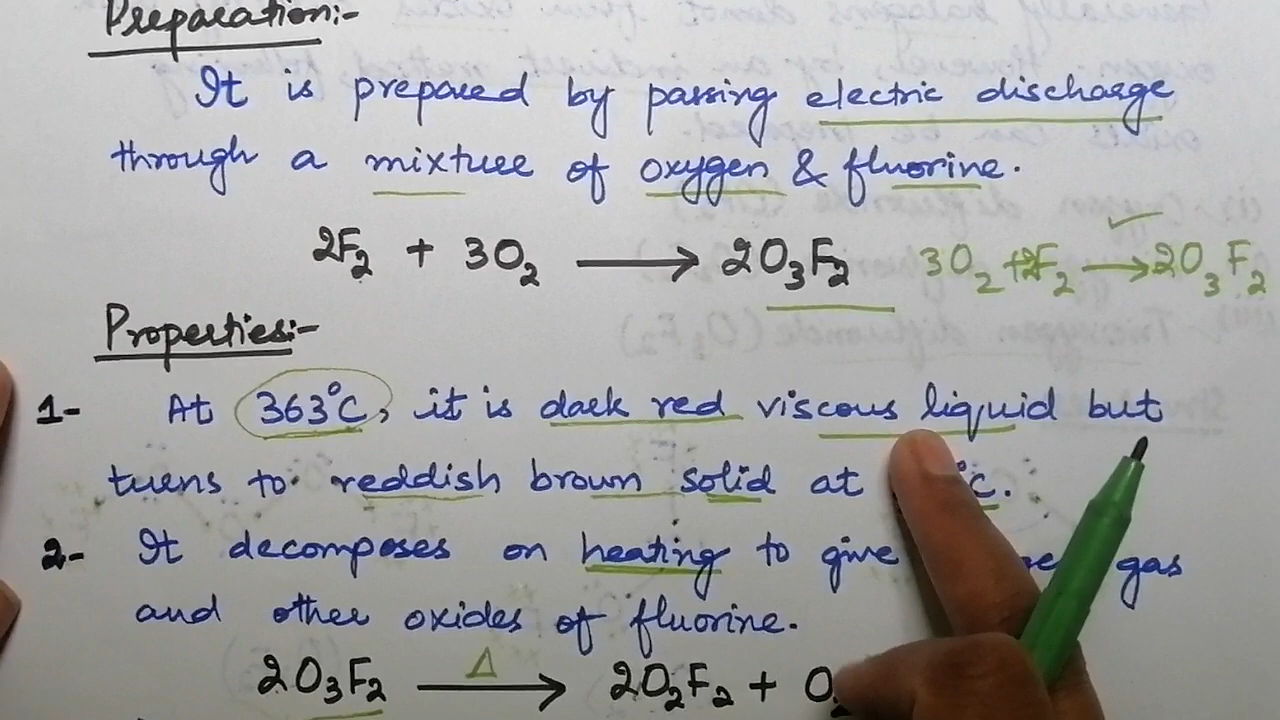 Preparation:-
It is prepared by passing electric discharge
through a mixture of oxygen & fluorine.
2F₂ + 3O₂ ⟶ 2O₃F₂ 3O₂ + 2F₂ ⟶ 2O₃F₂
Properties:-
1- At 363°C, it is dark red viscous liquid but
turns to reddish brown solid at °C.
2- It decomposes on heating to give gas
and other oxides of fluorine.
2O₃F₂ Δ⟶ 2O₂F₂ + O₂